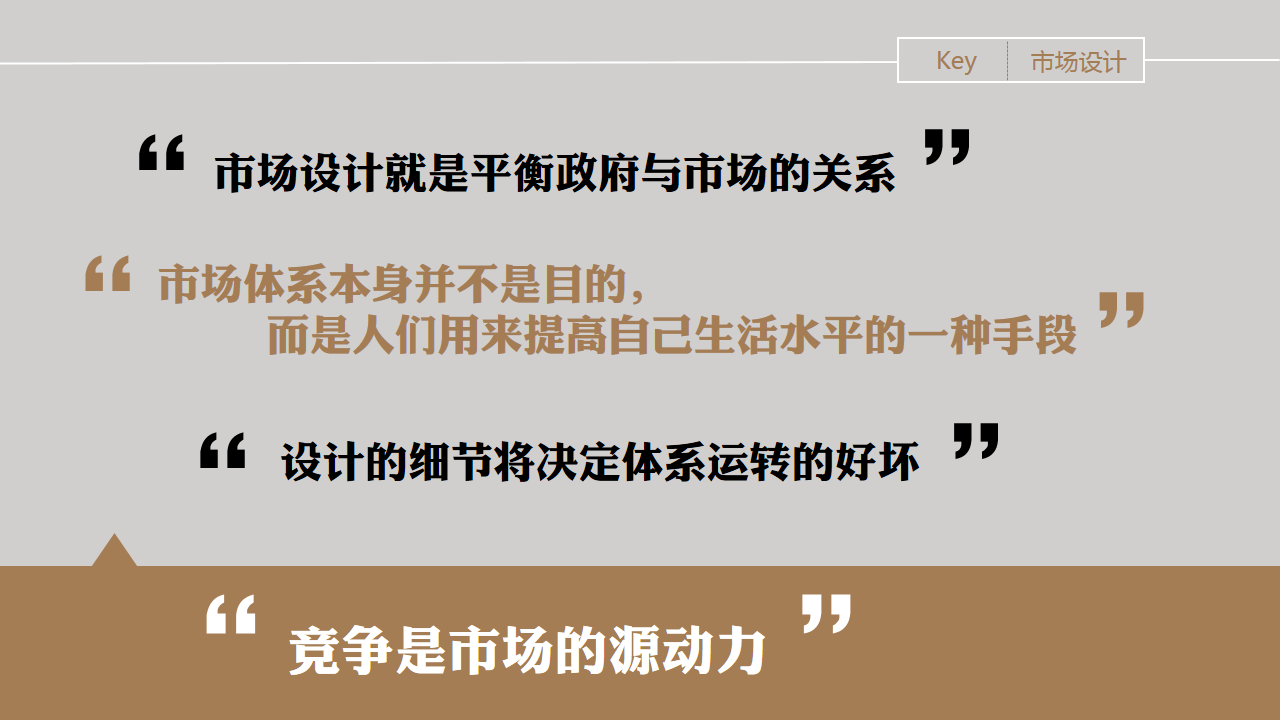 Key 市场设计
“市场设计就是平衡政府与市场的关系”
“市场体系本身并不是目的，
而是人们用来提高自己生活水平的一种手段”
“设计的细节将决定体系运转的好坏”
“竞争是市场的源动力”